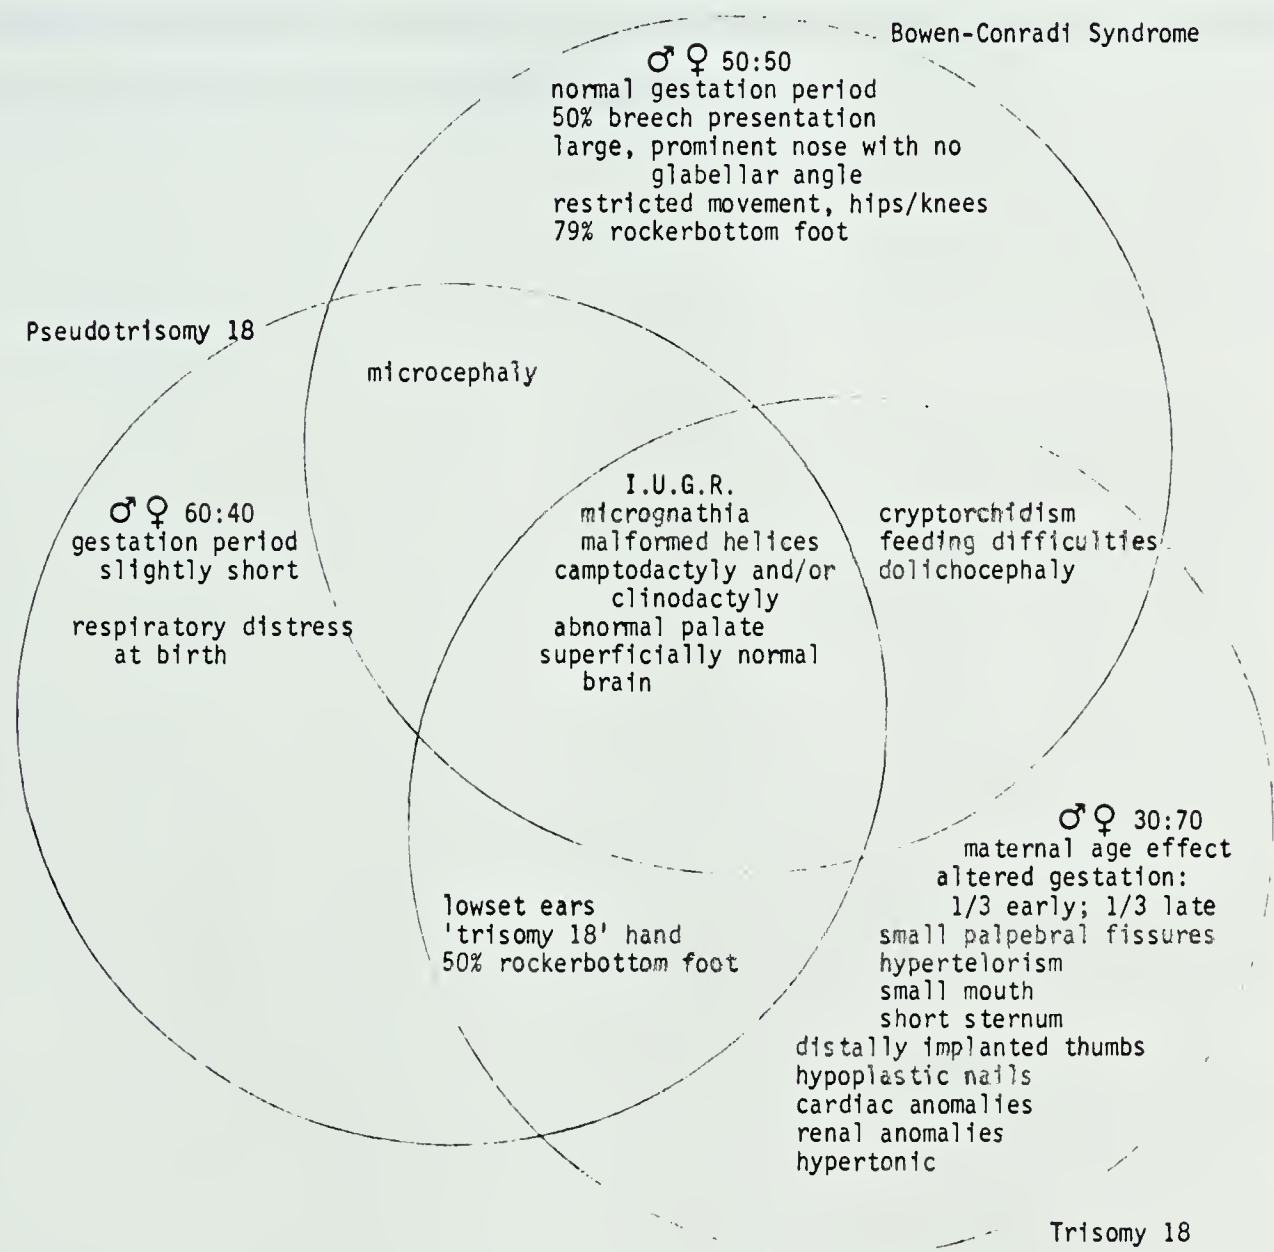 Bowen-Conradi Syndrome
♂ ♀ 50:50
normal gestation period
50% breech presentation
large, prominent nose with no
glabellar angle
restricted movement, hips/knees
79% rockerbottom foot
Pseudotrisomy 18
microcephaly
♂ ♀ 60:40
gestation period
slightly short
respiratory distress
at birth
I.U.G.R.
micrognathia
malformed helices
camptodactyly and/or
clinodactyly
abnormal palate
superficially normal
brain
cryptorchidism
feeding difficulties
dolichocephaly
lowset ears
'trisomy 18' hand
50% rockerbottom foot
♂ ♀ 30:70
maternal age effect
altered gestation:
1/3 early; 1/3 late
small palpebral fissures
hypertelorism
small mouth
short sternum
distally implanted thumbs
hypoplastic nails
cardiac anomalies
renal anomalies
hypertonic
Trisomy 18